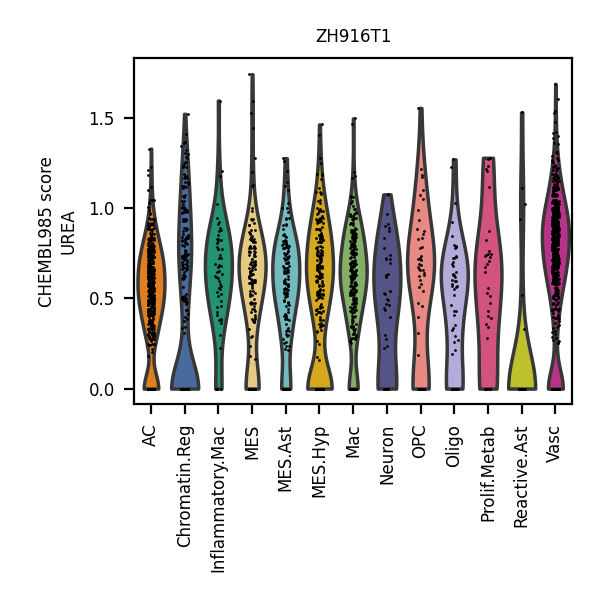 ZH916T1
CHEMBL985 score
UREA
1.5
1.0
0.5
0.0
AC
Chromatin.Reg
Inflammatory.Mac
MES
MES.Ast
MES.Hyp
Mac
Neuron
OPC
Oligo
Prolif.Metab
Reactive.Ast
Vasc